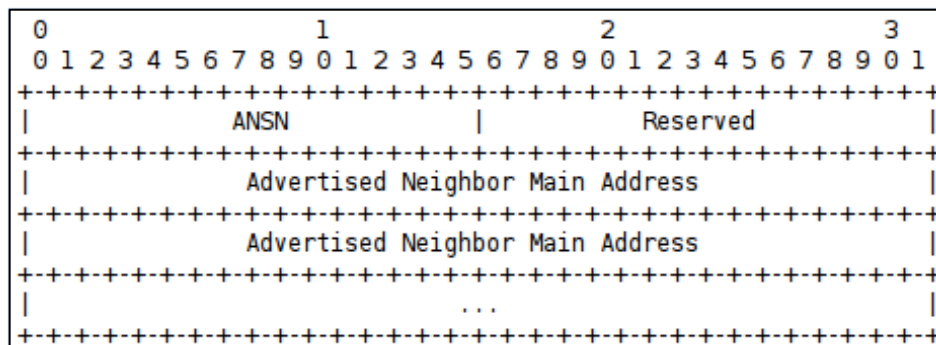 0                   1                   2                   3
 0 1 2 3 4 5 6 7 8 9 0 1 2 3 4 5 6 7 8 9 0 1 2 3 4 5 6 7 8 9 0 1
+-+-+-+-+-+-+-+-+-+-+-+-+-+-+-+-+-+-+-+-+-+-+-+-+-+-+-+-+-+-+-+-+
|              ANSN             |           Reserved            |
+-+-+-+-+-+-+-+-+-+-+-+-+-+-+-+-+-+-+-+-+-+-+-+-+-+-+-+-+-+-+-+-+
|               Advertised Neighbor Main Address                |
+-+-+-+-+-+-+-+-+-+-+-+-+-+-+-+-+-+-+-+-+-+-+-+-+-+-+-+-+-+-+-+-+
|               Advertised Neighbor Main Address                |
+-+-+-+-+-+-+-+-+-+-+-+-+-+-+-+-+-+-+-+-+-+-+-+-+-+-+-+-+-+-+-+-+
|                              ...                              |
+-+-+-+-+-+-+-+-+-+-+-+-+-+-+-+-+-+-+-+-+-+-+-+-+-+-+-+-+-+-+-+-+